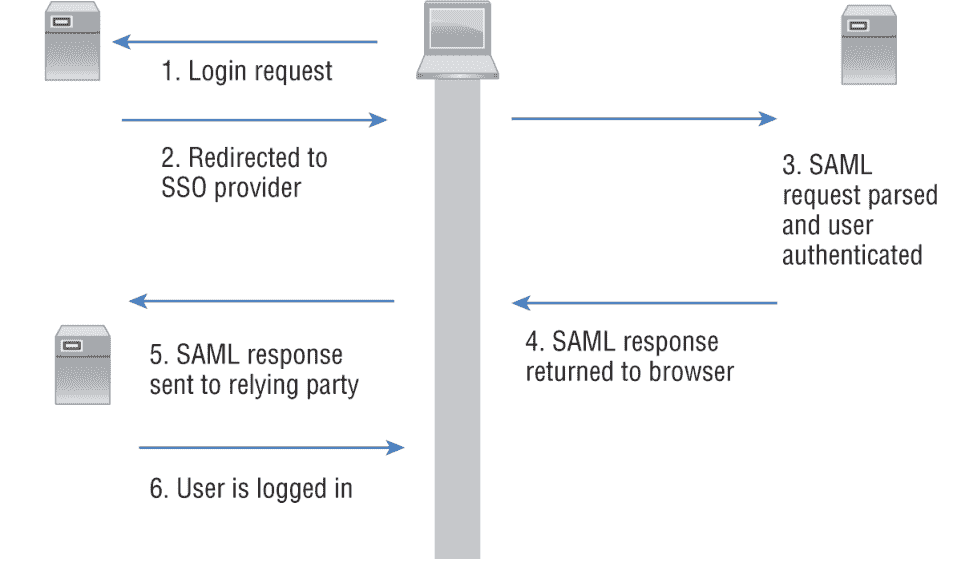 1. Login request
2. Redirected to
SSO provider
3. SAML
request parsed
and user
authenticated
4. SAML response
returned to browser
5. SAML response
sent to relying party
6. User is logged in